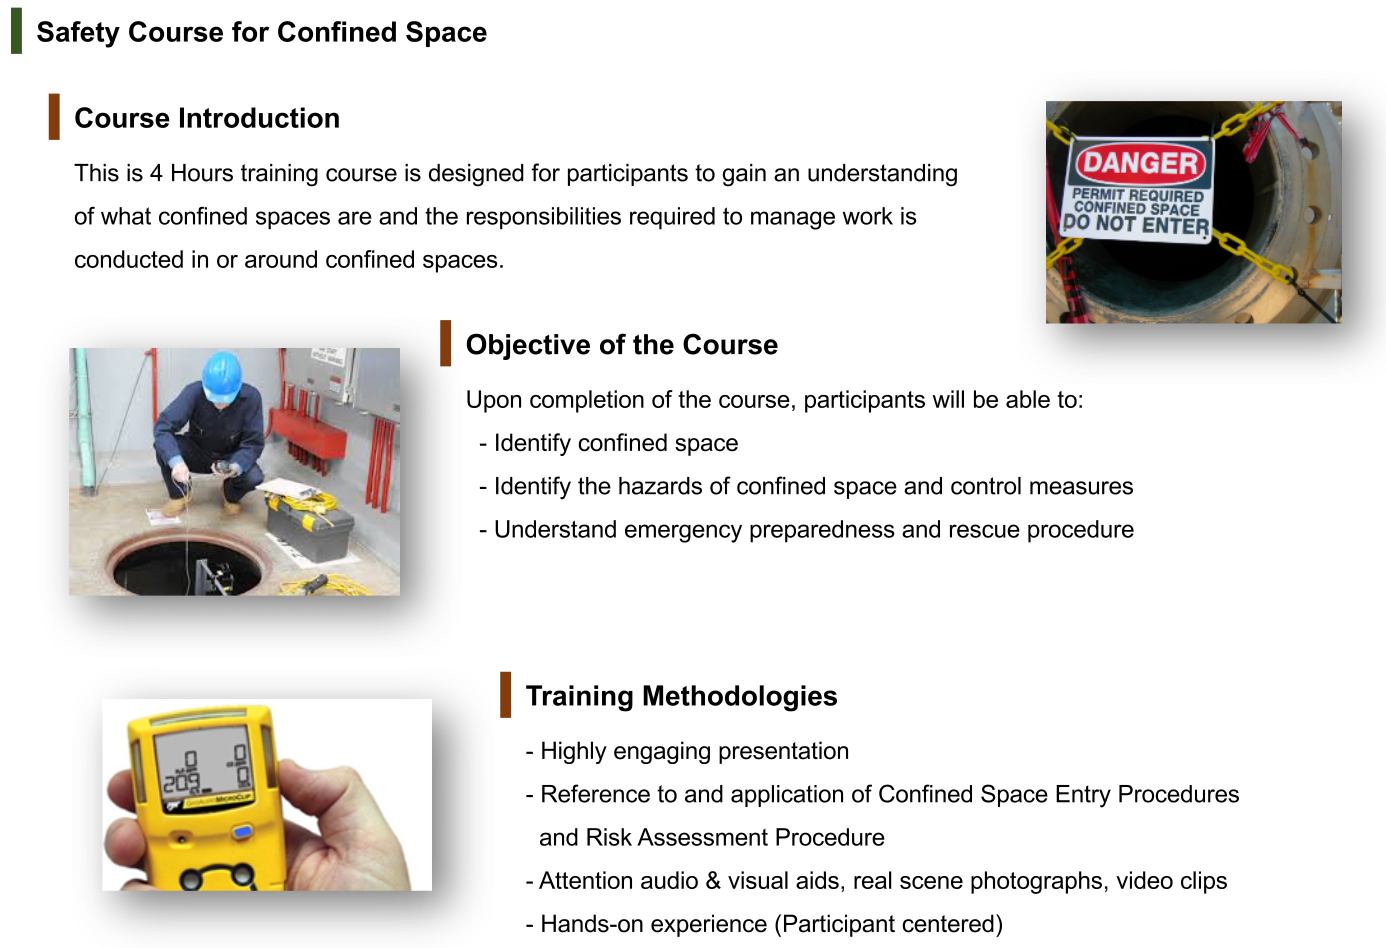 Safety Course for Confined Space
Course Introduction
This is 4 Hours training course is designed for participants to gain an understanding
of what confined spaces are and the responsibilities required to manage work is
conducted in or around confined spaces.
DANGER
PERMIT REQUIRED
CONFINED SPACE
DO NOT ENTER
Objective of the Course
Upon completion of the course, participants will be able to:
- Identify confined space
- Identify the hazards of confined space and control measures
- Understand emergency preparedness and rescue procedure
Training Methodologies
- Highly engaging presentation
- Reference to and application of Confined Space Entry Procedures
and Risk Assessment Procedure
- Attention audio & visual aids, real scene photographs, video clips
- Hands-on experience (Participant centered)
0 0
209 0
GasAlertMicroClip